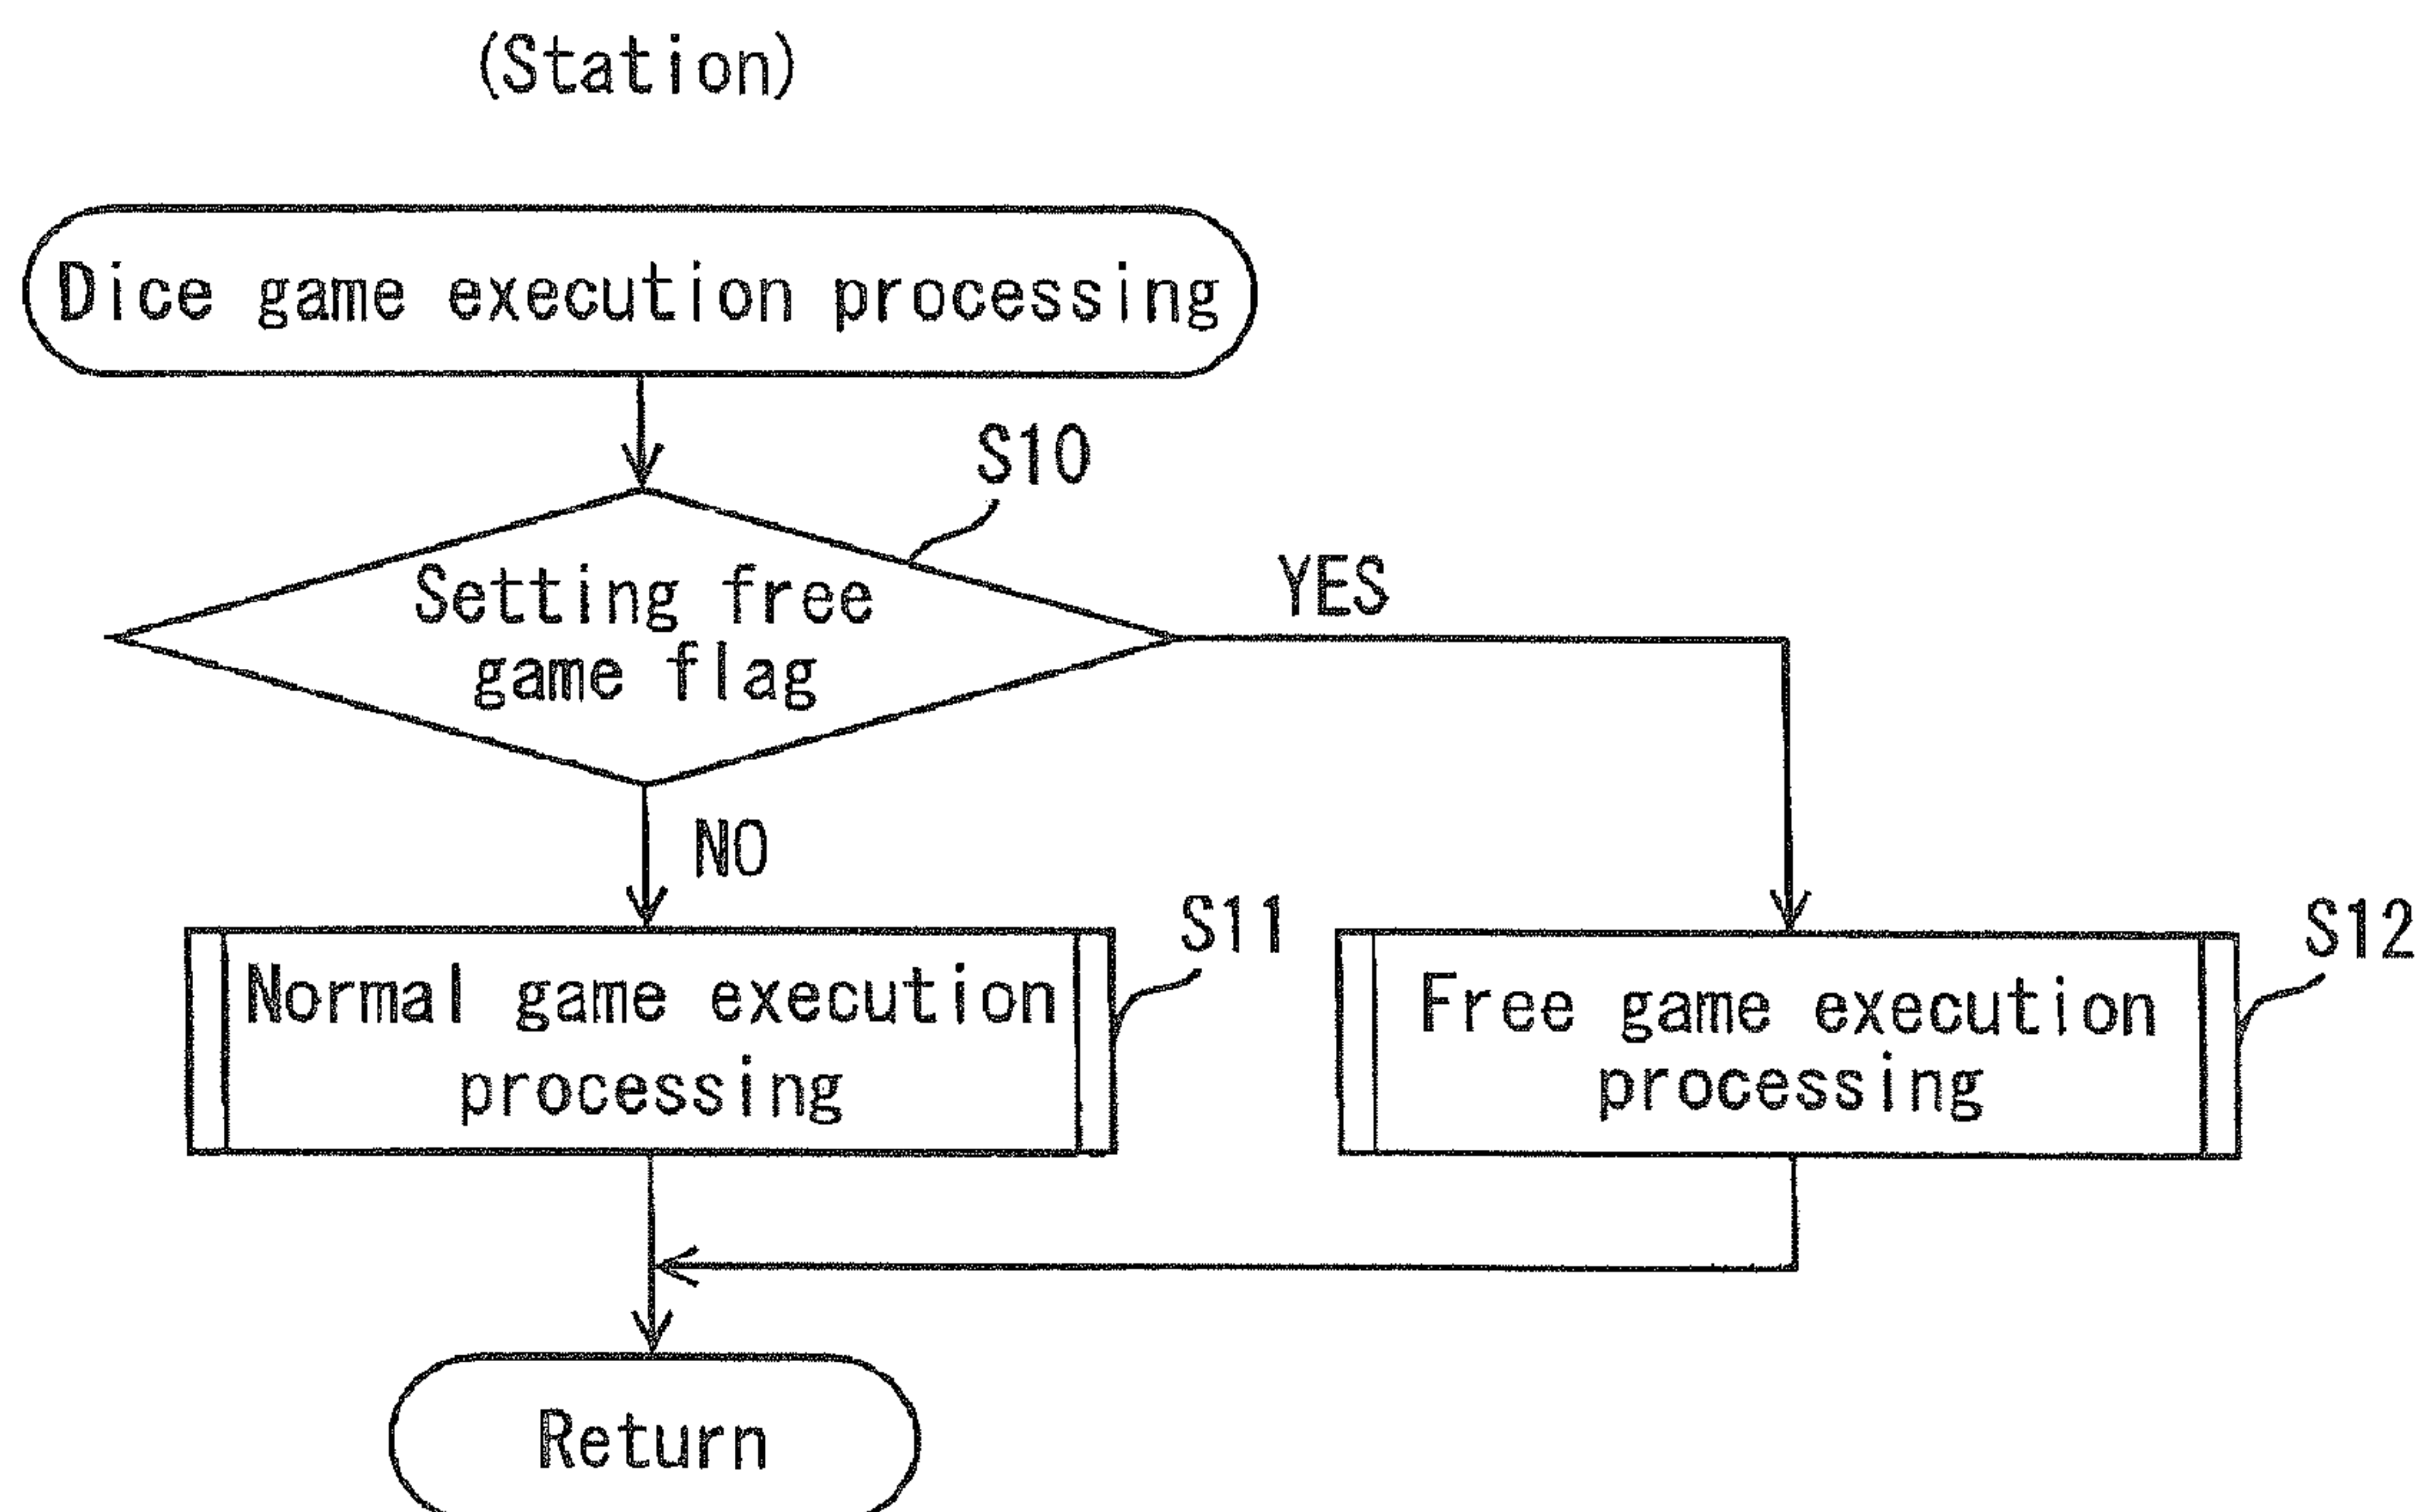 (Station)
Dice game execution processing
S10
Setting free
game flag
YES
NO
S11
Normal game execution
processing
S12
Free game execution
processing
Return